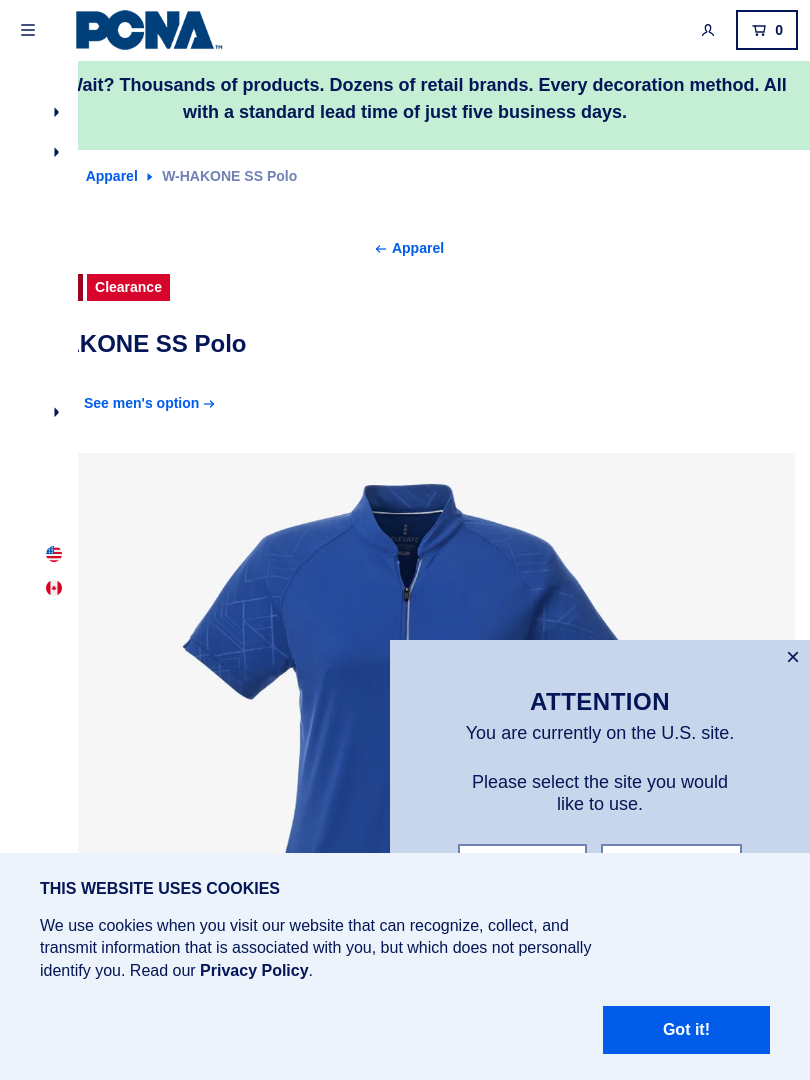 PCNA™
0
Wait? Thousands of products. Dozens of retail brands. Every decoration method. All
with a standard lead time of just five business days.
Apparel
W-HAKONE SS Polo
Apparel
Clearance
KONE SS Polo
See men's option
ELEVATE
ATTENTION
You are currently on the U.S. site.
Please select the site you would
like to use.
THIS WEBSITE USES COOKIES
We use cookies when you visit our website that can recognize, collect, and
transmit information that is associated with you, but which does not personally
identify you. Read our Privacy Policy.
Got it!